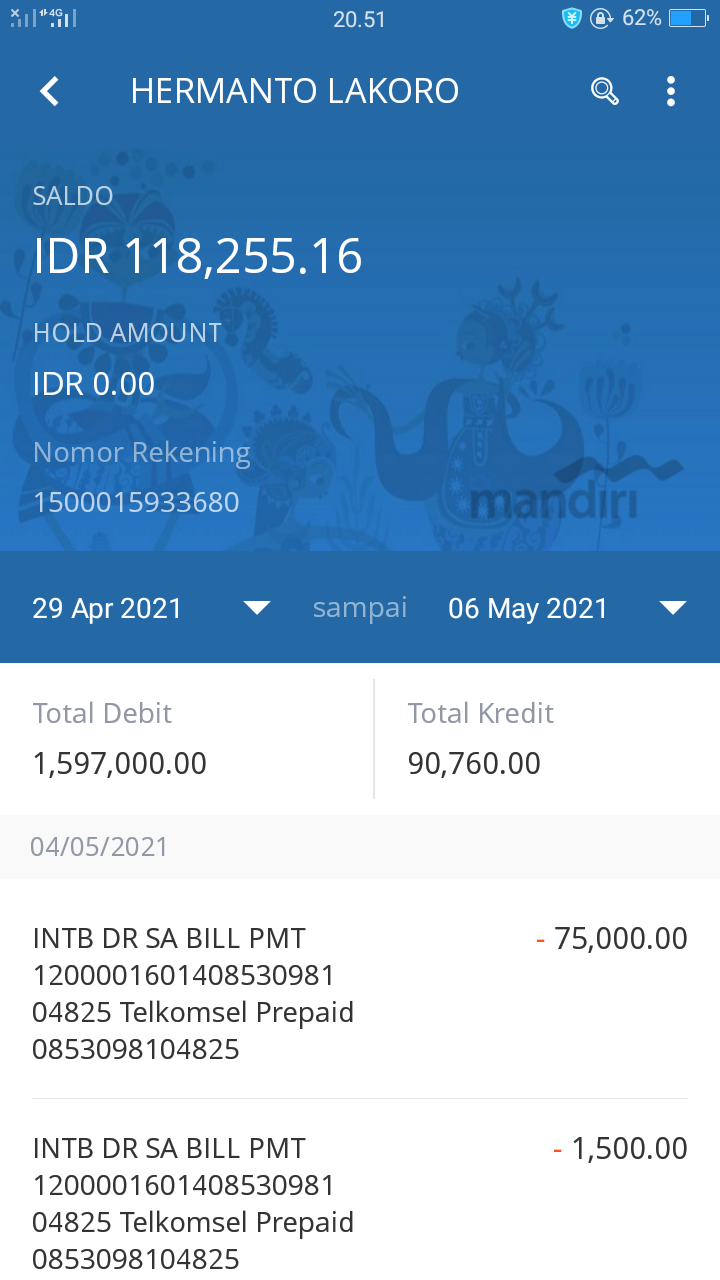 4G 20.51 62%
HERMANTO LAKORO
SALDO
IDR 118,255.16
HOLD AMOUNT
IDR 0.00
Nomor Rekening
1500015933680
mandiri
29 Apr 2021 sampai 06 May 2021
Total Debit Total Kredit
1,597,000.00 90,760.00
04/05/2021
INTB DR SA BILL PMT - 75,000.00
1200001601408530981
04825 Telkomsel Prepaid
0853098104825
INTB DR SA BILL PMT - 1,500.00
1200001601408530981
04825 Telkomsel Prepaid
0853098104825